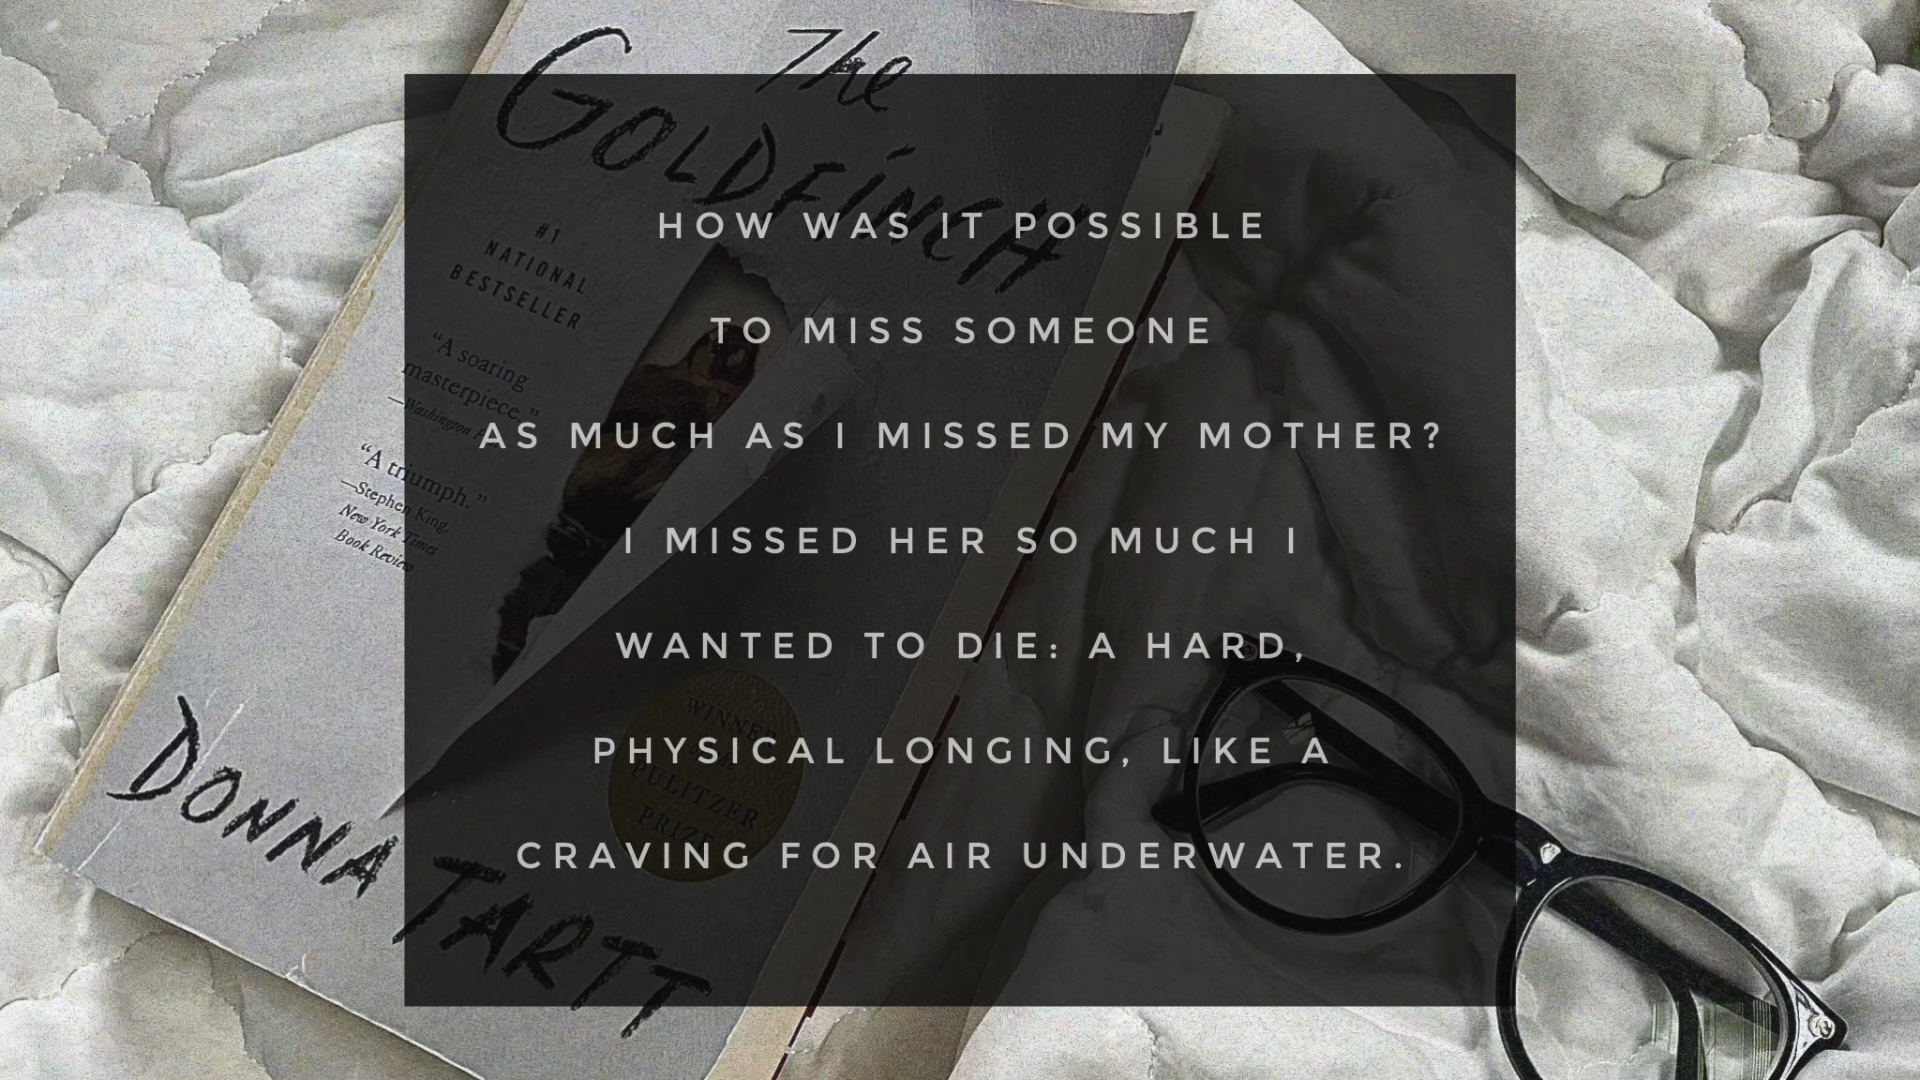 The
GOLDFINCH
#1
NATIONAL
BESTSELLER
"A soaring
masterpiece."
—Washington
"A triumph."
—Stephen King,
New York Times
Book Review
HOW WAS IT POSSIBLE
TO MISS SOMEONE
AS MUCH AS I MISSED MY MOTHER?
I MISSED HER SO MUCH I
WANTED TO DIE: A HARD,
PHYSICAL LONGING, LIKE A
CRAVING FOR AIR UNDERWATER.
WINNER
PULITZER
PRIZE
DONNA TARTT